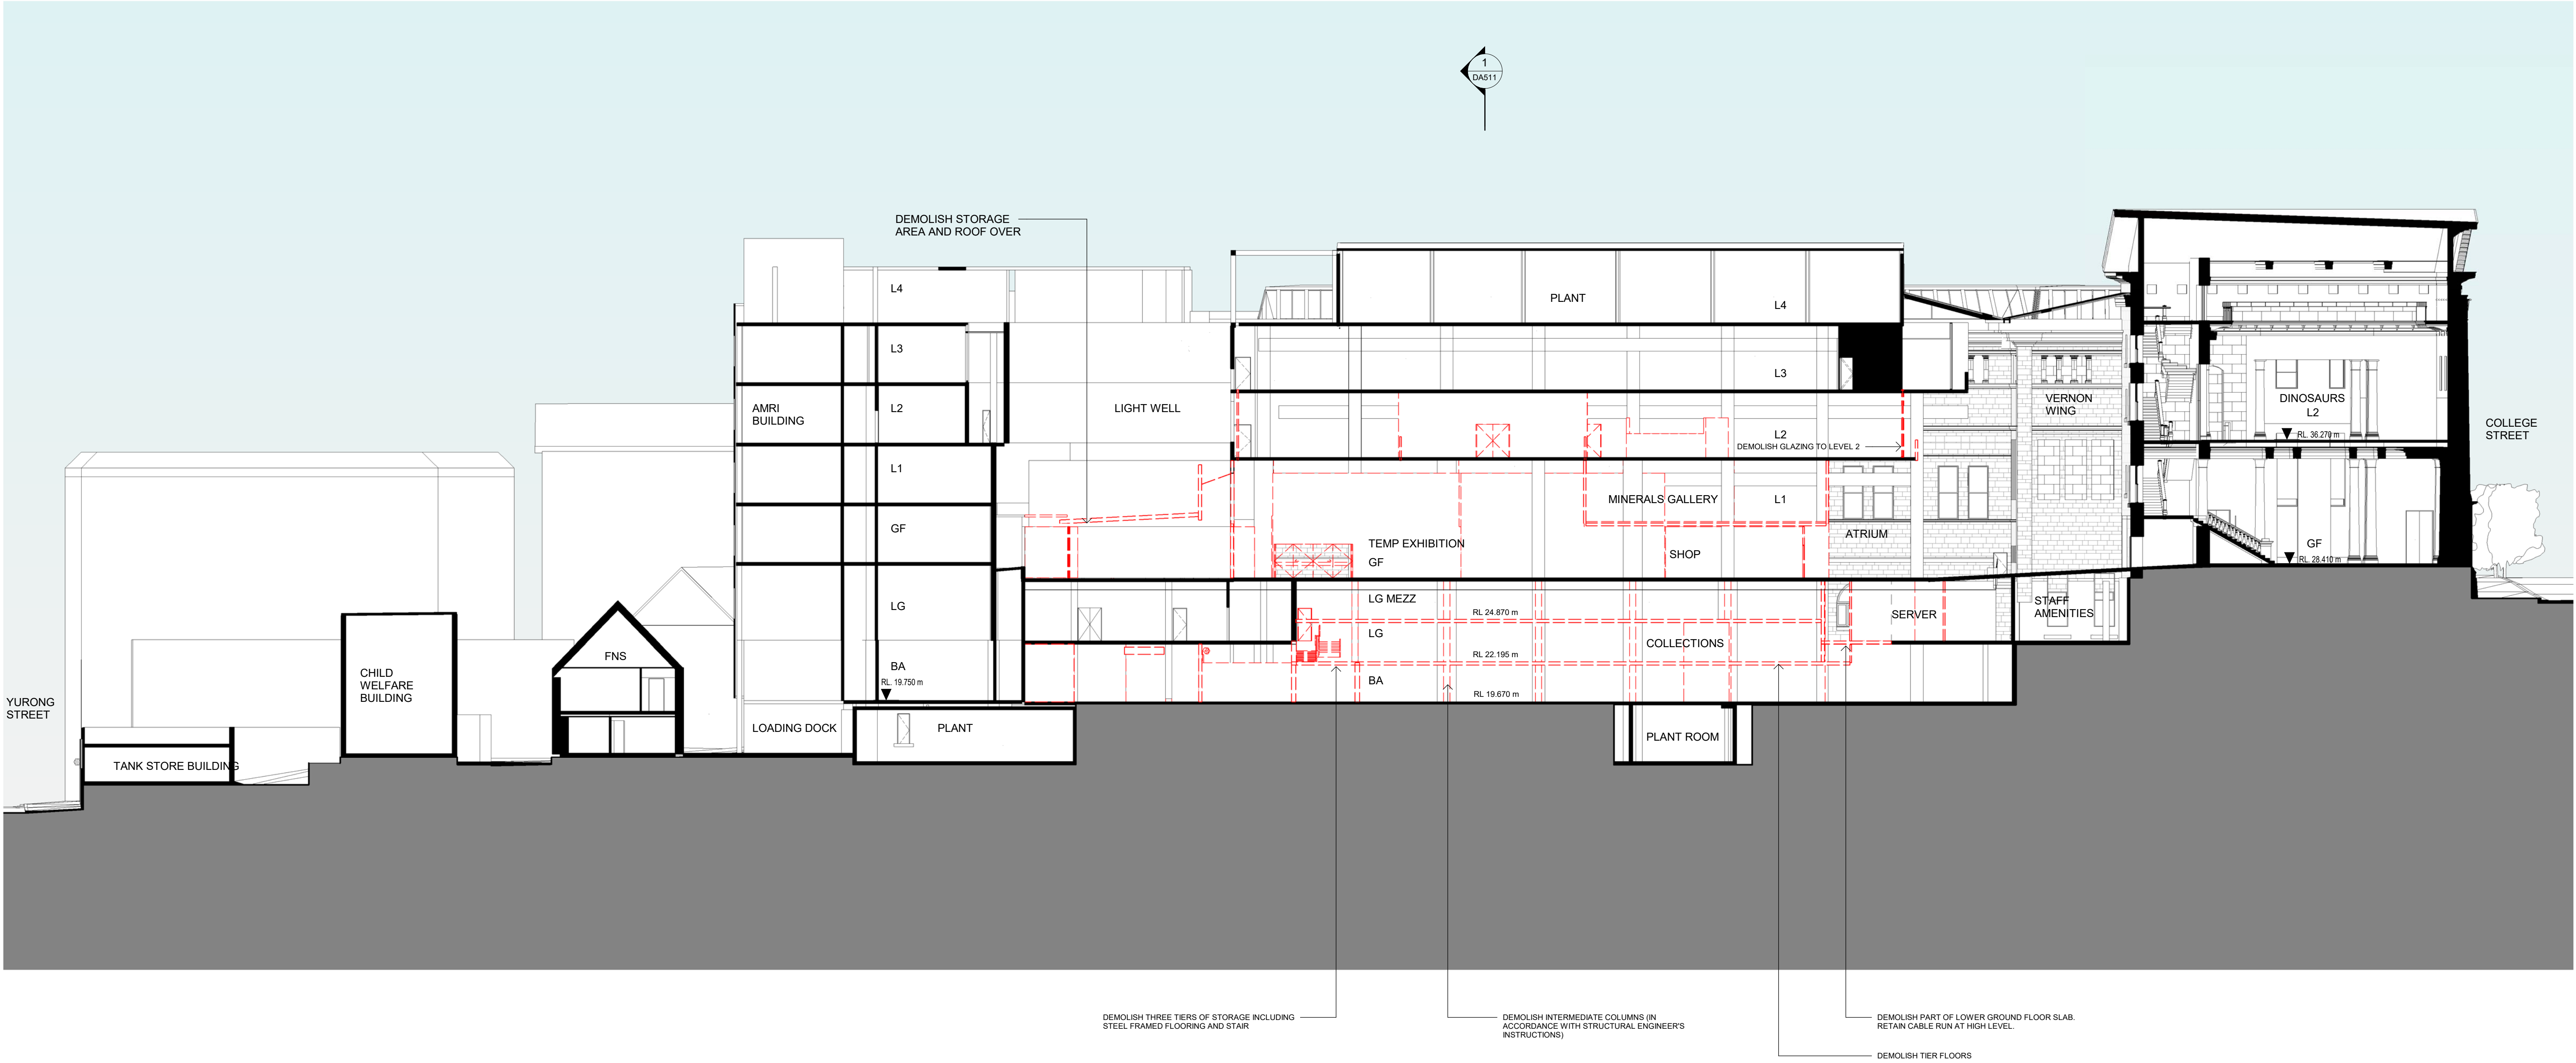 1
DA511
DEMOLISH STORAGE
AREA AND ROOF OVER
L4
PLANT
L4
L3
L3
AMRI
BUILDING
L2
LIGHT WELL
L2
DEMOLISH GLAZING TO LEVEL 2
VERNON
WING
DINOSAURS
L2
RL. 36.270 m
COLLEGE
STREET
L1
MINERALS GALLERY
L1
GF
TEMP EXHIBITION
GF
SHOP
ATRIUM
GF
RL. 28.410 m
LG
LG MEZZ
RL 24.870 m
SERVER
STAFF
AMENITIES
LG
COLLECTIONS
FNS
BA
RL. 19.750 m
RL 22.195 m
BA
RL 19.670 m
CHILD
WELFARE
BUILDING
YURONG
STREET
LOADING DOCK
PLANT
PLANT ROOM
TANK STORE BUILDING
DEMOLISH THREE TIERS OF STORAGE INCLUDING
STEEL FRAMED FLOORING AND STAIR
DEMOLISH INTERMEDIATE COLUMNS (IN
ACCORDANCE WITH STRUCTURAL ENGINEER'S
INSTRUCTIONS)
DEMOLISH PART OF LOWER GROUND FLOOR SLAB.
RETAIN CABLE RUN AT HIGH LEVEL.
DEMOLISH TIER FLOORS